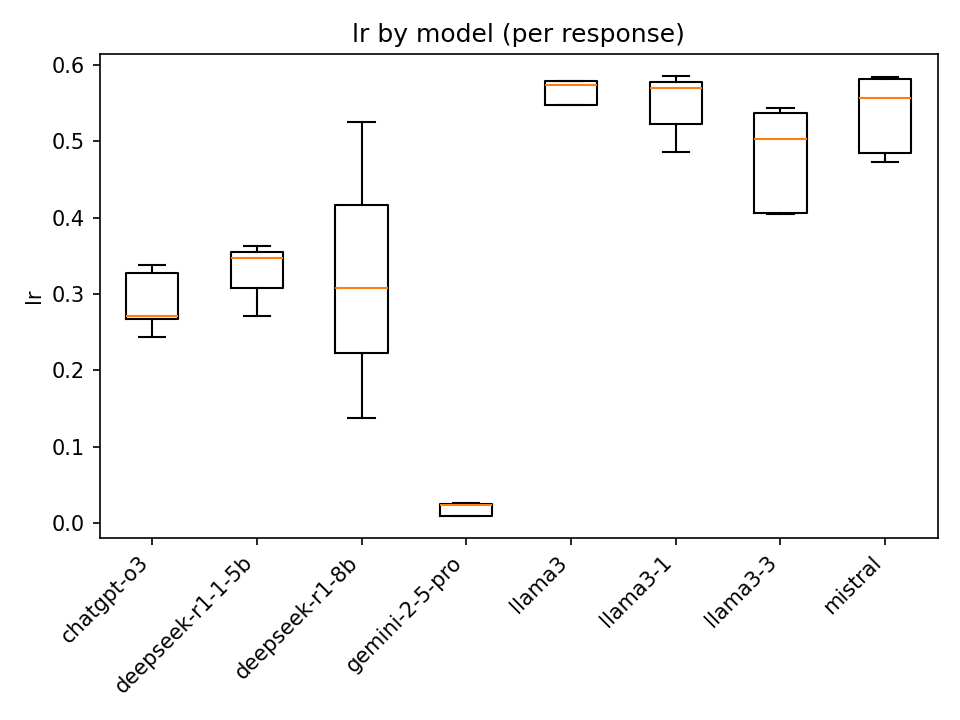 lr by model (per response)
0.6
0.5
0.4
0.3
0.2
0.1
0.0
lr
chatgpt-o3
deepseek-r1-1-5b
deepseek-r1-8b
gemini-2-5-pro
llama3
llama3-1
llama3-3
mistral